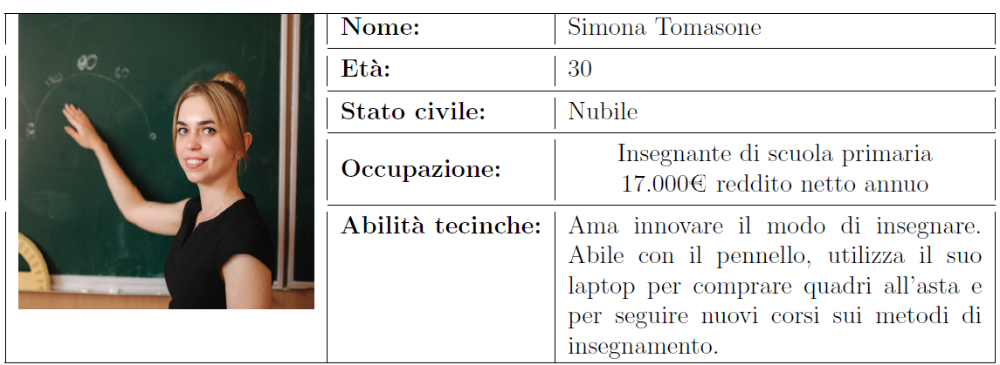 Nome: Simona Tomasone
Età: 30
Stato civile: Nubile
Occupazione: Insegnante di scuola primaria
17.000€ reddito netto annuo
Abilità tecinche: Ama innovare il modo di insegnare.
Abile con il pennello, utilizza il suo
laptop per comprare quadri all'asta e
per seguire nuovi corsi sui metodi di
insegnamento.